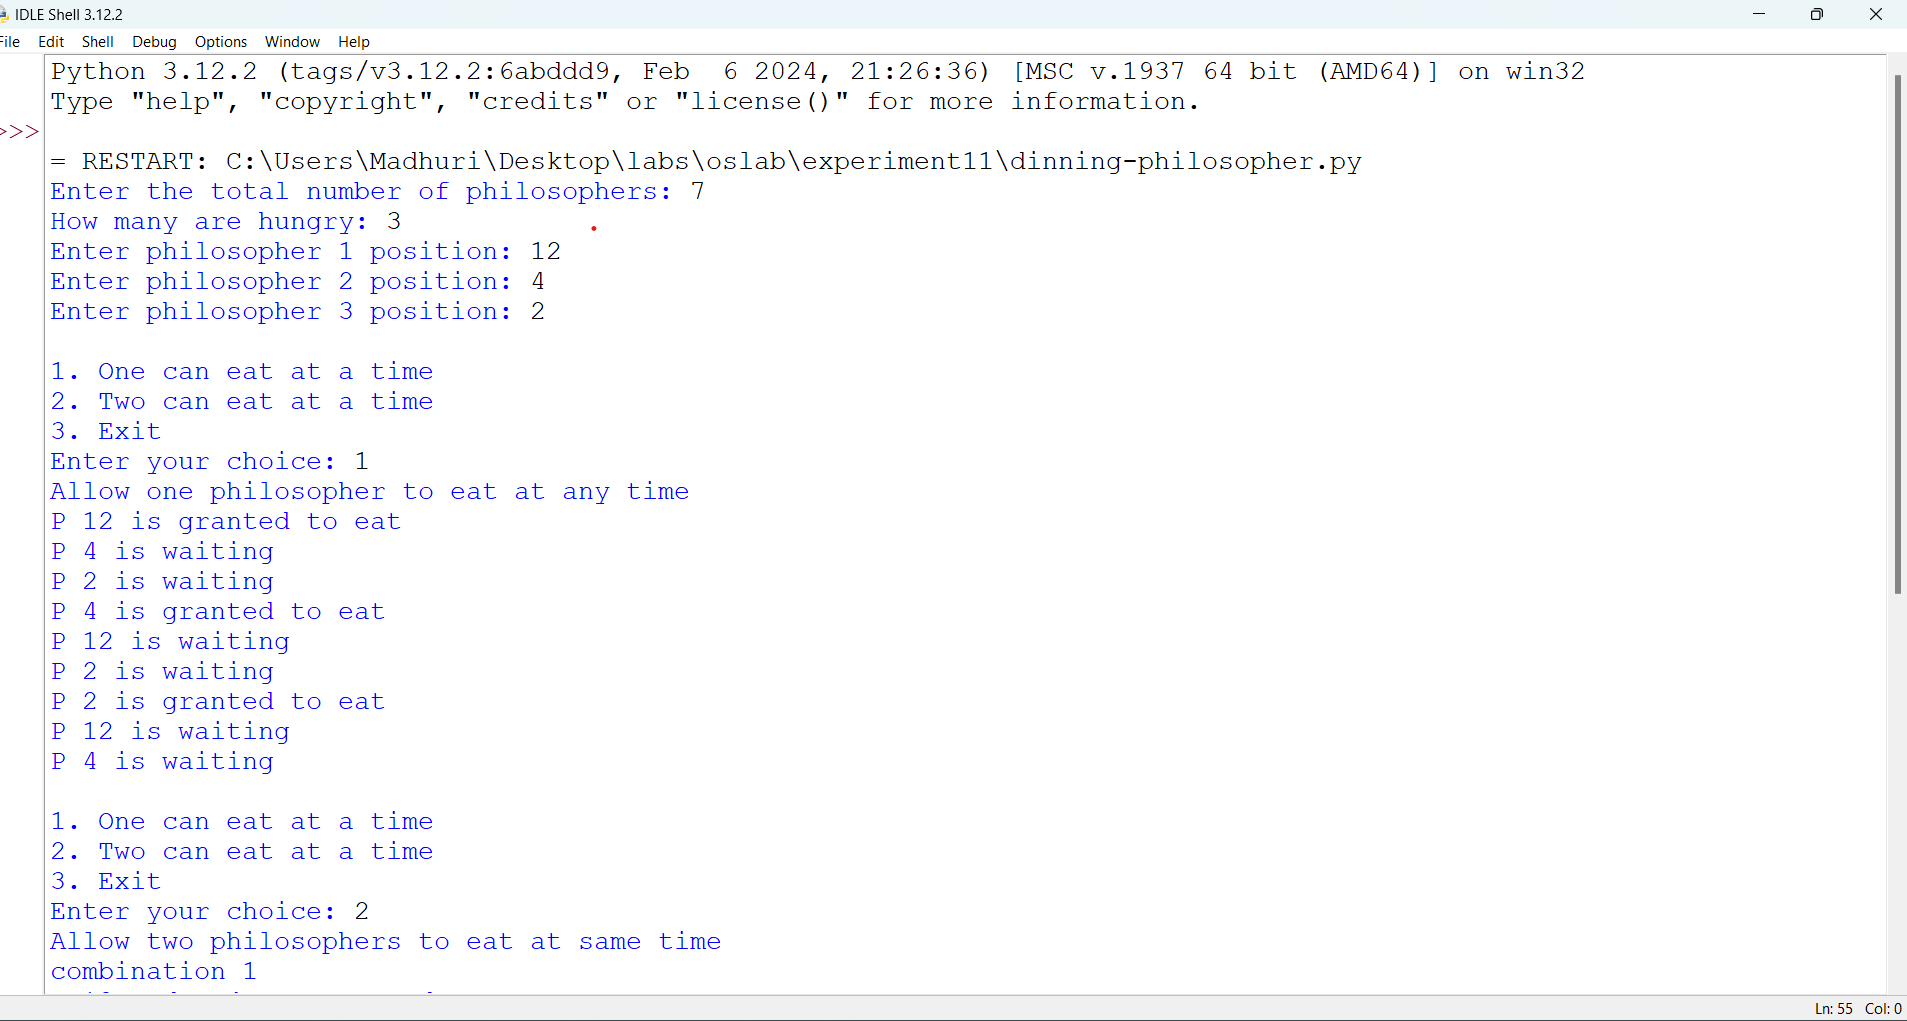 IDLE Shell 3.12.2
File Edit Shell Debug Options Window Help
Python 3.12.2 (tags/v3.12.2:6abddd9, Feb  6 2024, 21:26:36) [MSC v.1937 64 bit (AMD64)] on win32
Type "help", "copyright", "credits" or "license()" for more information.
>>>
= RESTART: C:\Users\Madhuri\Desktop\labs\oslab\experiment11\dinning-philosopher.py
Enter the total number of philosophers: 7
How many are hungry: 3
Enter philosopher 1 position: 12
Enter philosopher 2 position: 4
Enter philosopher 3 position: 2
1. One can eat at a time
2. Two can eat at a time
3. Exit
Enter your choice: 1
Allow one philosopher to eat at any time
P 12 is granted to eat
P 4 is waiting
P 2 is waiting
P 4 is granted to eat
P 12 is waiting
P 2 is waiting
P 2 is granted to eat
P 12 is waiting
P 4 is waiting
1. One can eat at a time
2. Two can eat at a time
3. Exit
Enter your choice: 2
Allow two philosophers to eat at same time
combination 1
Ln: 55 Col: 0